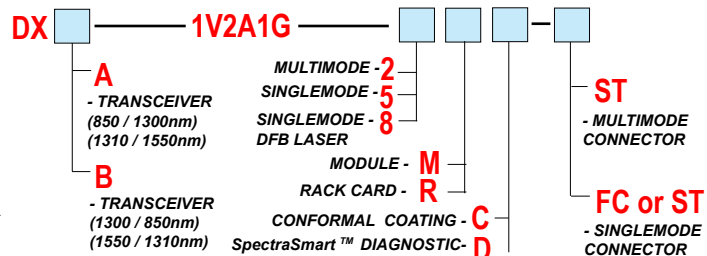 DX 1V2A1G -
A
- TRANSCEIVER
(850 / 1300nm)
(1310 / 1550nm)
B
- TRANSCEIVER
(1300 / 850nm)
(1550 / 1310nm)
MULTIMODE - 2
SINGLEMODE - 5
SINGLEMODE - 8
DFB LASER
MODULE - M
RACK CARD - R
CONFORMAL COATING - C
SpectraSmart ™ DIAGNOSTIC- D
ST
- MULTIMODE
CONNECTOR
FC or ST
- SINGLEMODE
CONNECTOR